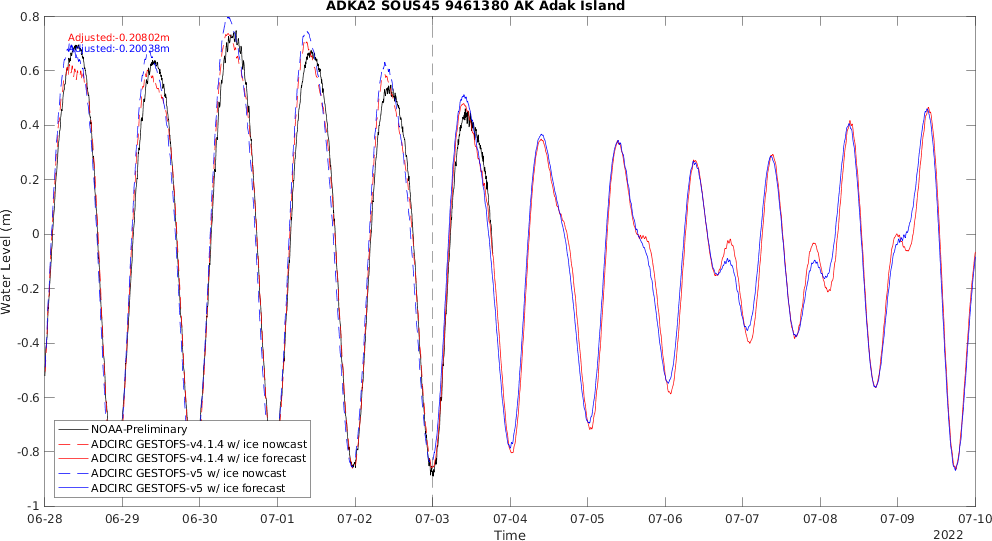 ADKA2 SOUS45 9461380 AK Adak Island
0.8
Adjusted:-0.20802m
Adjusted:-0.20038m
0.6
0.4
0.2
0
-0.2
-0.4
-0.6
-0.8
-1
Water Level (m)
NOAA-Preliminary
ADCIRC GESTOFS-v4.1.4 w/ ice nowcast
ADCIRC GESTOFS-v4.1.4 w/ ice forecast
ADCIRC GESTOFS-v5 w/ ice nowcast
ADCIRC GESTOFS-v5 w/ ice forecast
06-28 06-29 06-30 07-01 07-02 07-03 07-04 07-05 07-06 07-07 07-08 07-09 07-10
Time
2022